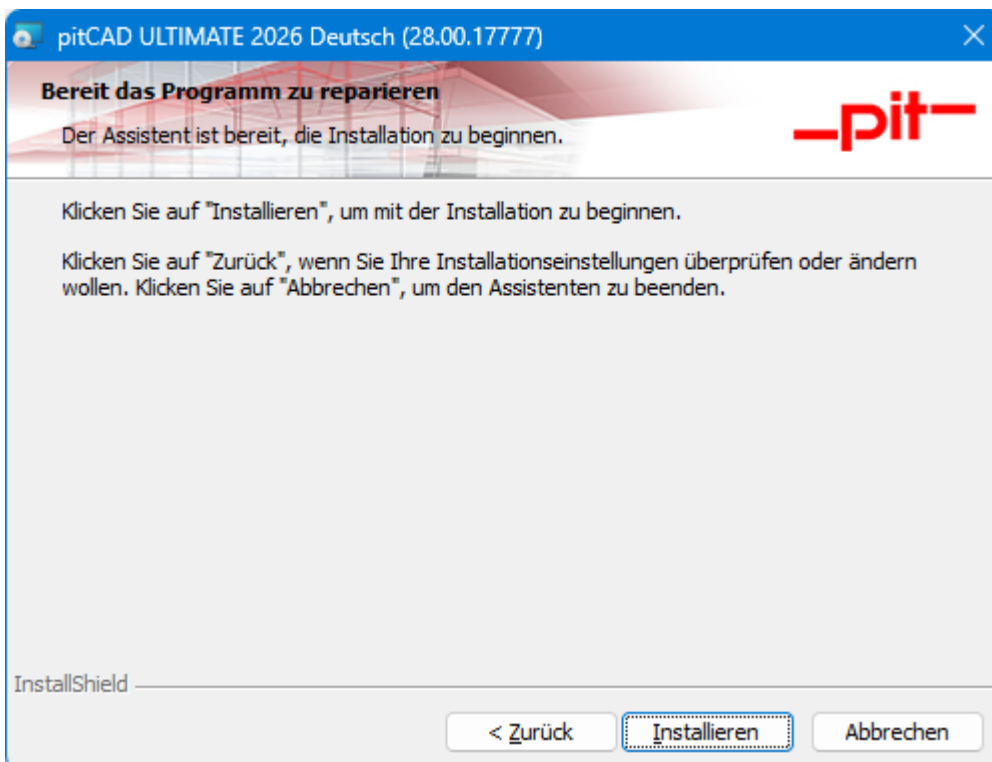 pitCAD ULTIMATE 2026 Deutsch (28.00.17777)
Bereit das Programm zu reparieren
Der Assistent ist bereit, die Installation zu beginnen.
pit
Klicken Sie auf "Installieren", um mit der Installation zu beginnen.
Klicken Sie auf "Zurück", wenn Sie Ihre Installationseinstellungen überprüfen oder ändern
wollen. Klicken Sie auf "Abbrechen", um den Assistenten zu beenden.
InstallShield
< Zurück Installieren Abbrechen